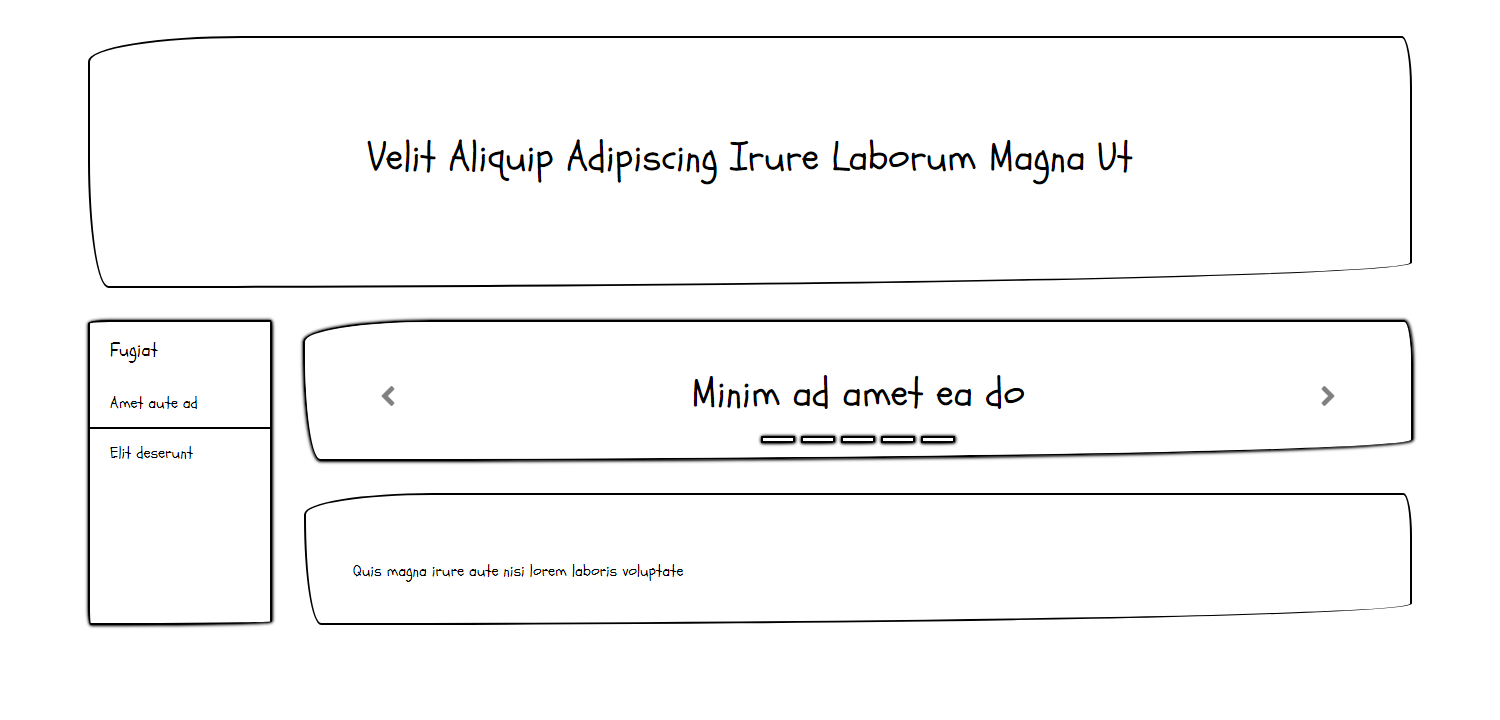 Velit Aliquip Adipiscing Irure Laborum Magna Ut
Fugiat
Amet aute ad
Elit deserunt
Minim ad amet ea do
Quis magna irure aute nisi lorem laboris voluptate